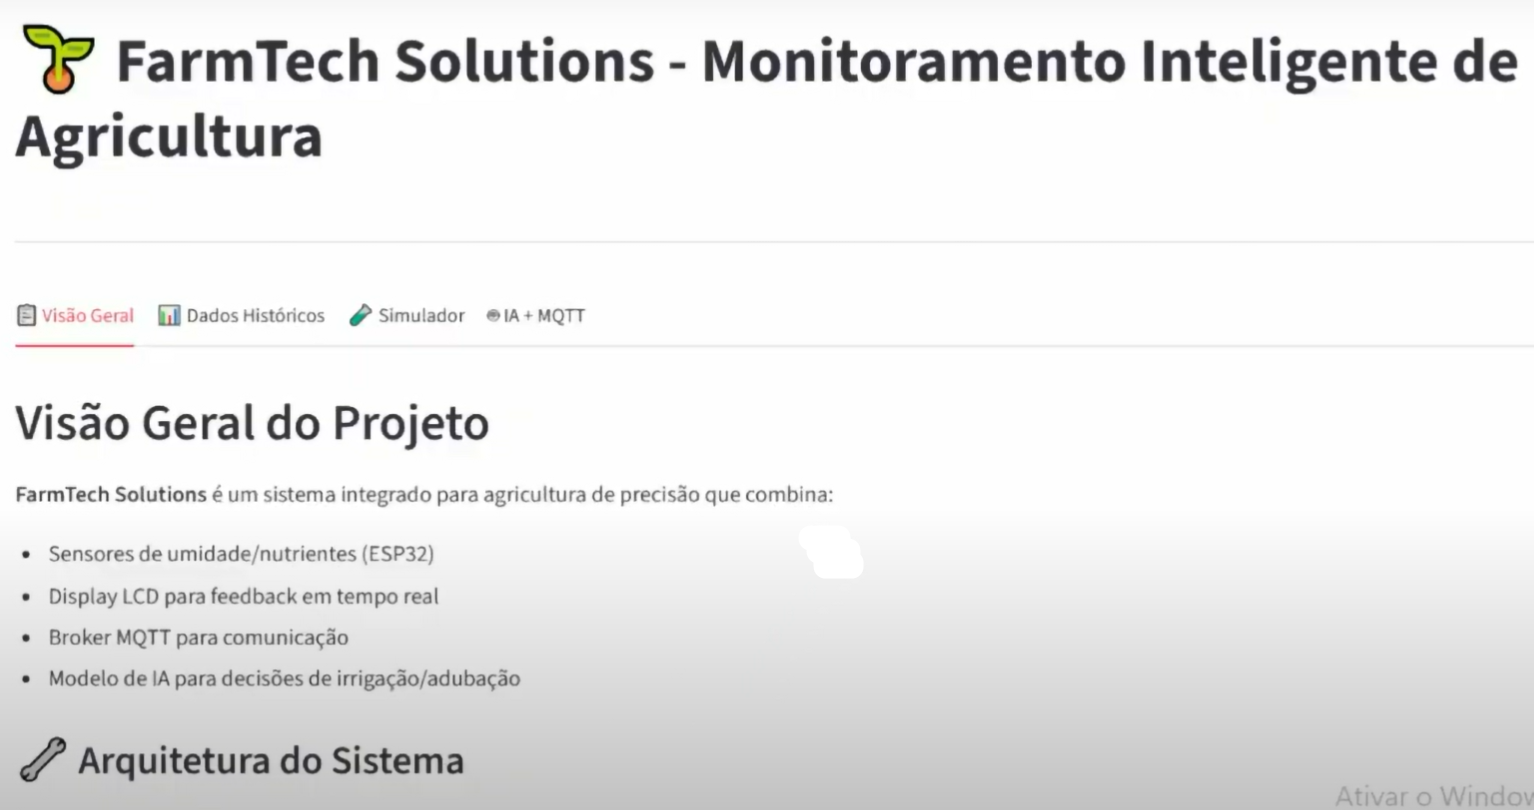 FarmTech Solutions - Monitoramento Inteligente de
Agricultura
Visão Geral Dados Históricos Simulador IA + MQTT
Visão Geral do Projeto
FarmTech Solutions é um sistema integrado para agricultura de precisão que combina:
• Sensores de umidade/nutrientes (ESP32)
• Display LCD para feedback em tempo real
• Broker MQTT para comunicação
• Modelo de IA para decisões de irrigação/adubação
Arquitetura do Sistema
Ativar o Window